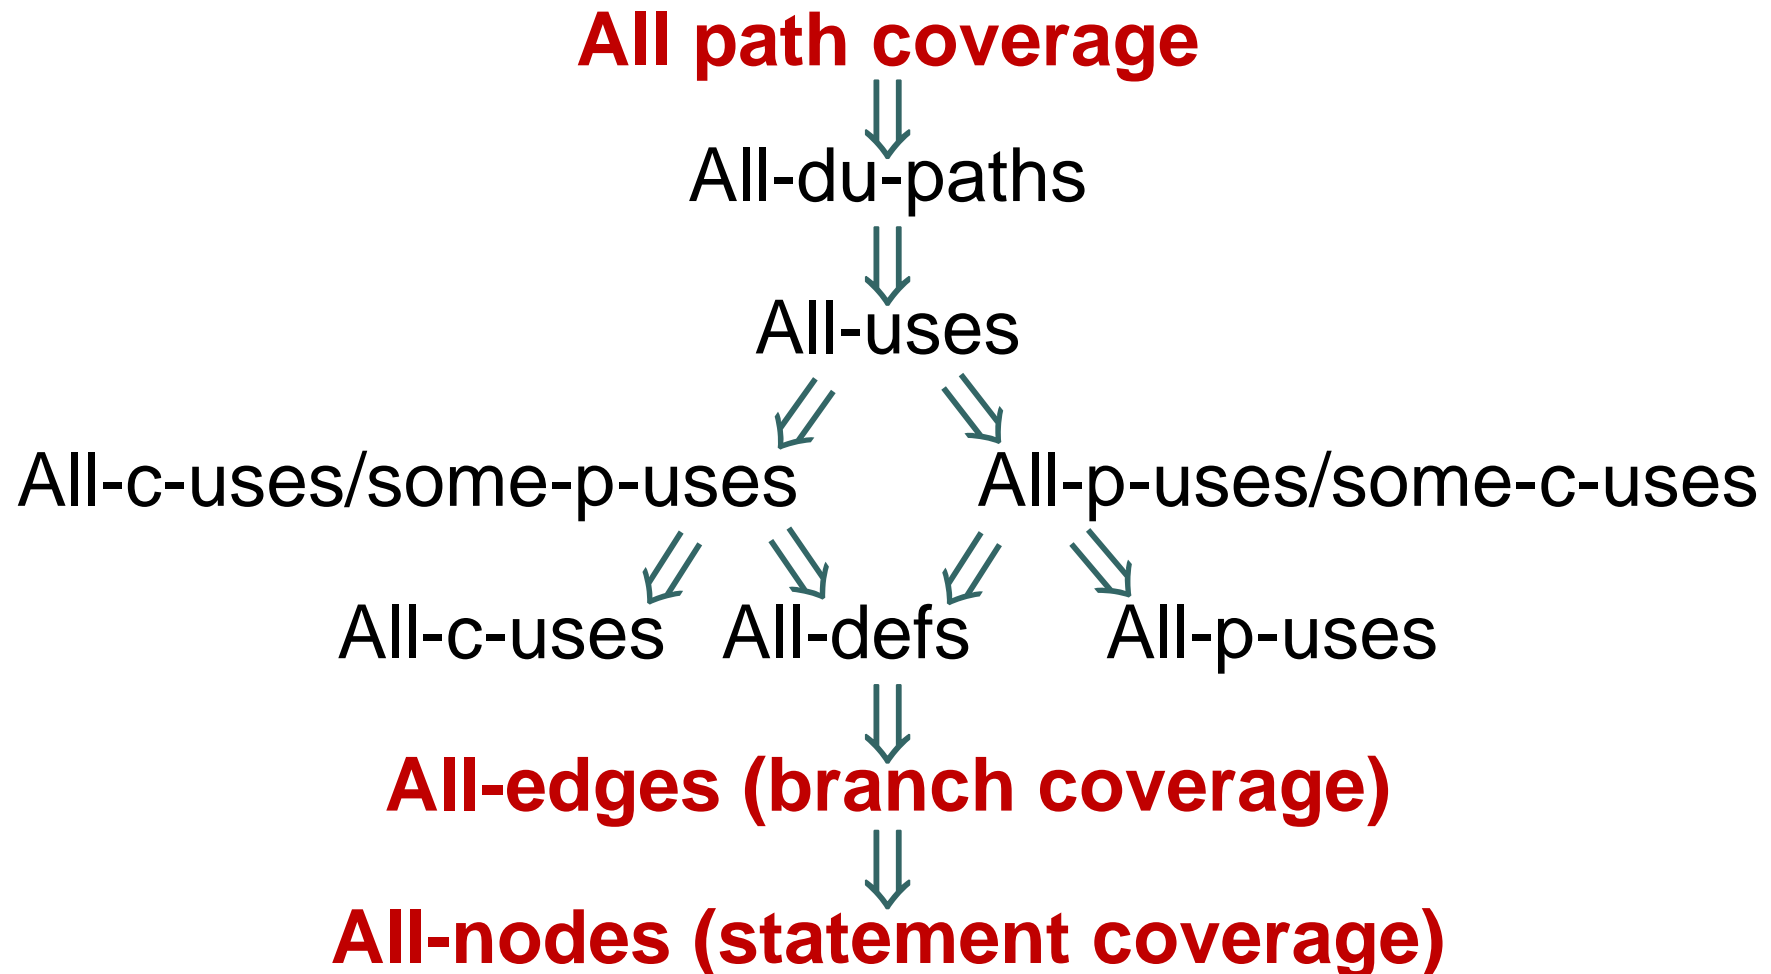 All path coverage
All-du-paths
All-uses
All-c-uses/some-p-uses All-p-uses/some-c-uses
All-c-uses All-defs All-p-uses
All-edges (branch coverage)
All-nodes (statement coverage)